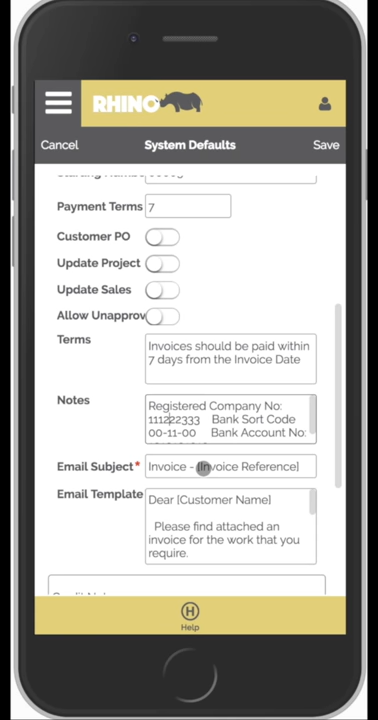 RHINO
Cancel System Defaults Save
Payment Terms 7
Customer PO
Update Project
Update Sales
Allow Unapprov
Terms
Invoices should be paid within
7 days from the Invoice Date
Notes
Registered Company No:
111222333 Bank Sort Code
00-11-00 Bank Account No:
Email Subject* Invoice - [Invoice Reference]
Email Template
Dear [Customer Name]
Please find attached an
invoice for the work that you
require.
H
Help